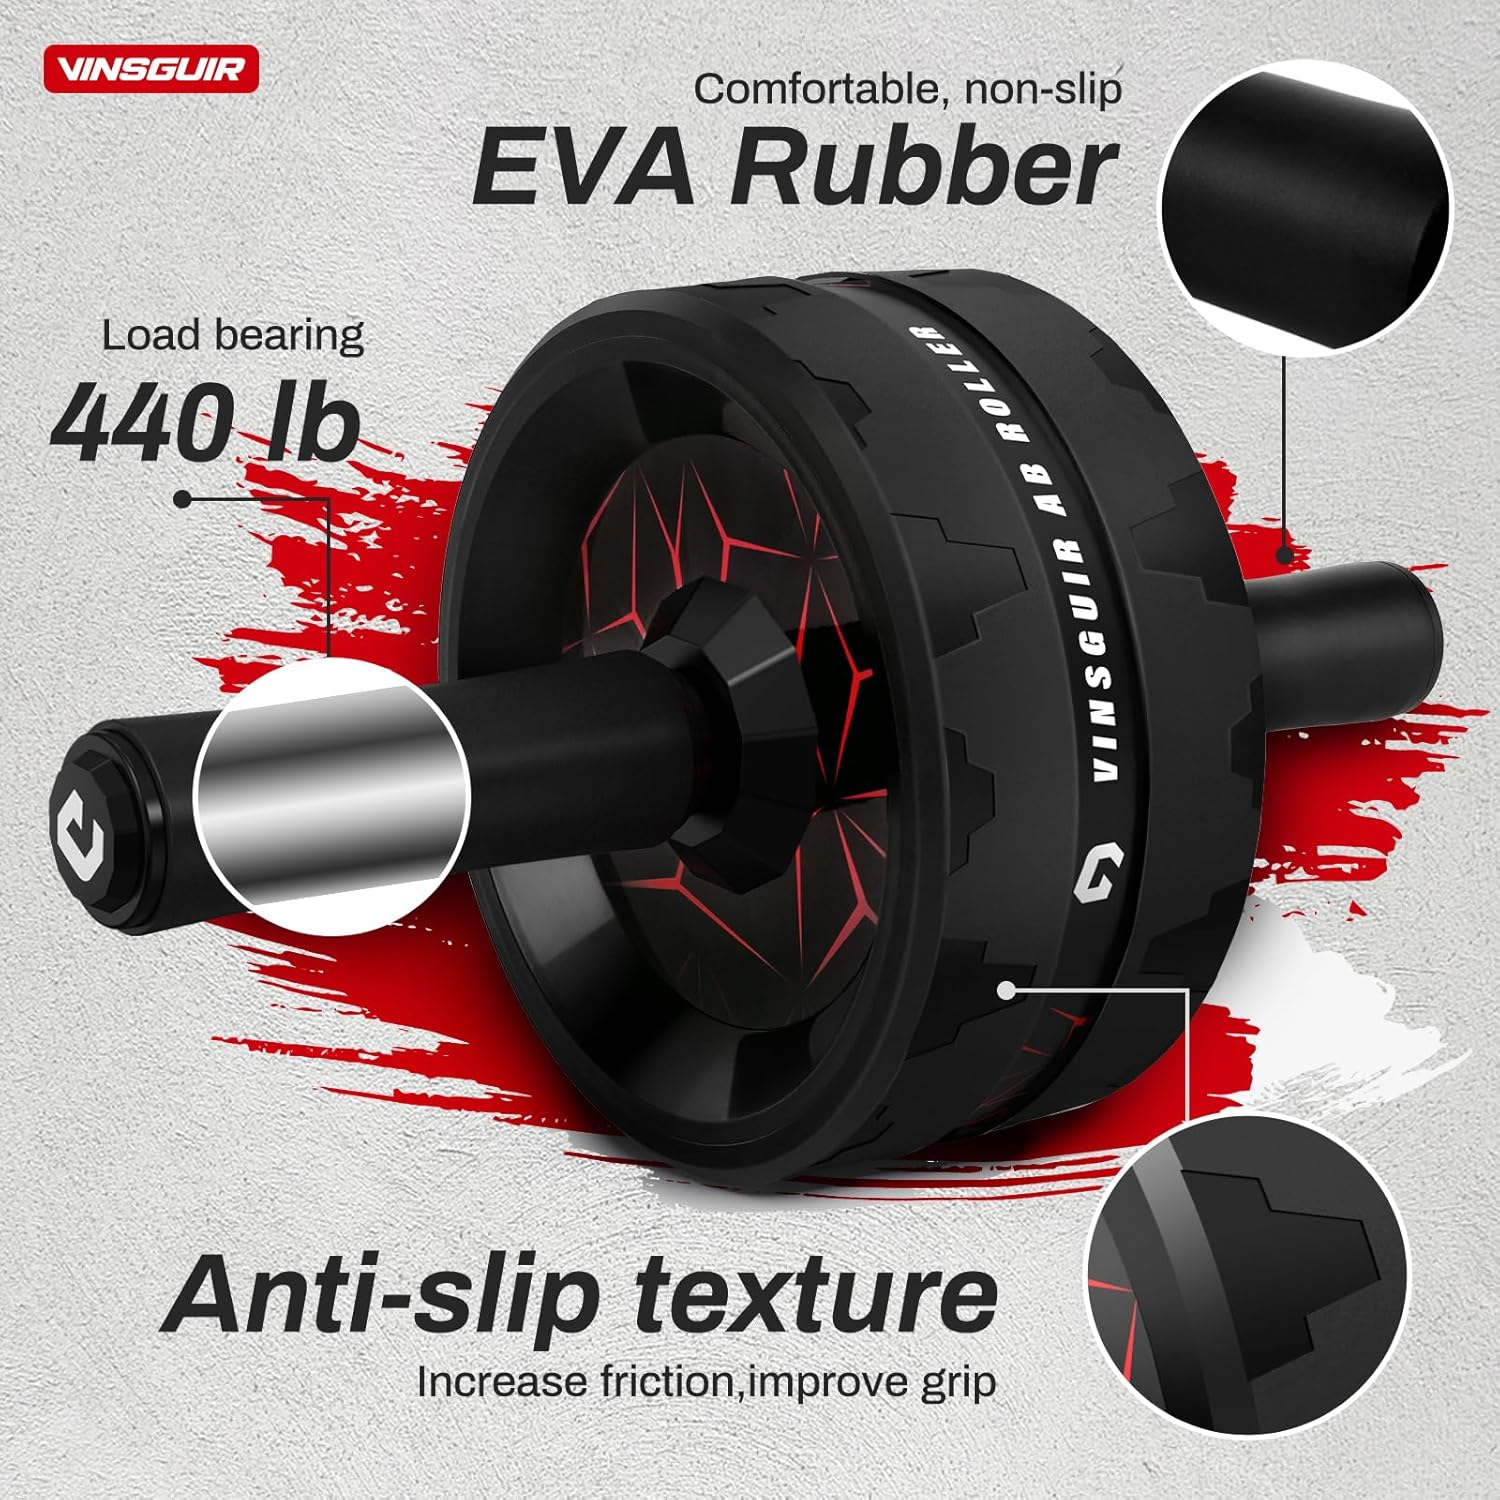 VINSGUIR
Comfortable, non-slip
EVA Rubber
Load bearing
440 lb
VINSGUIR AB ROLLER
Anti-slip texture
Increase friction,improve grip